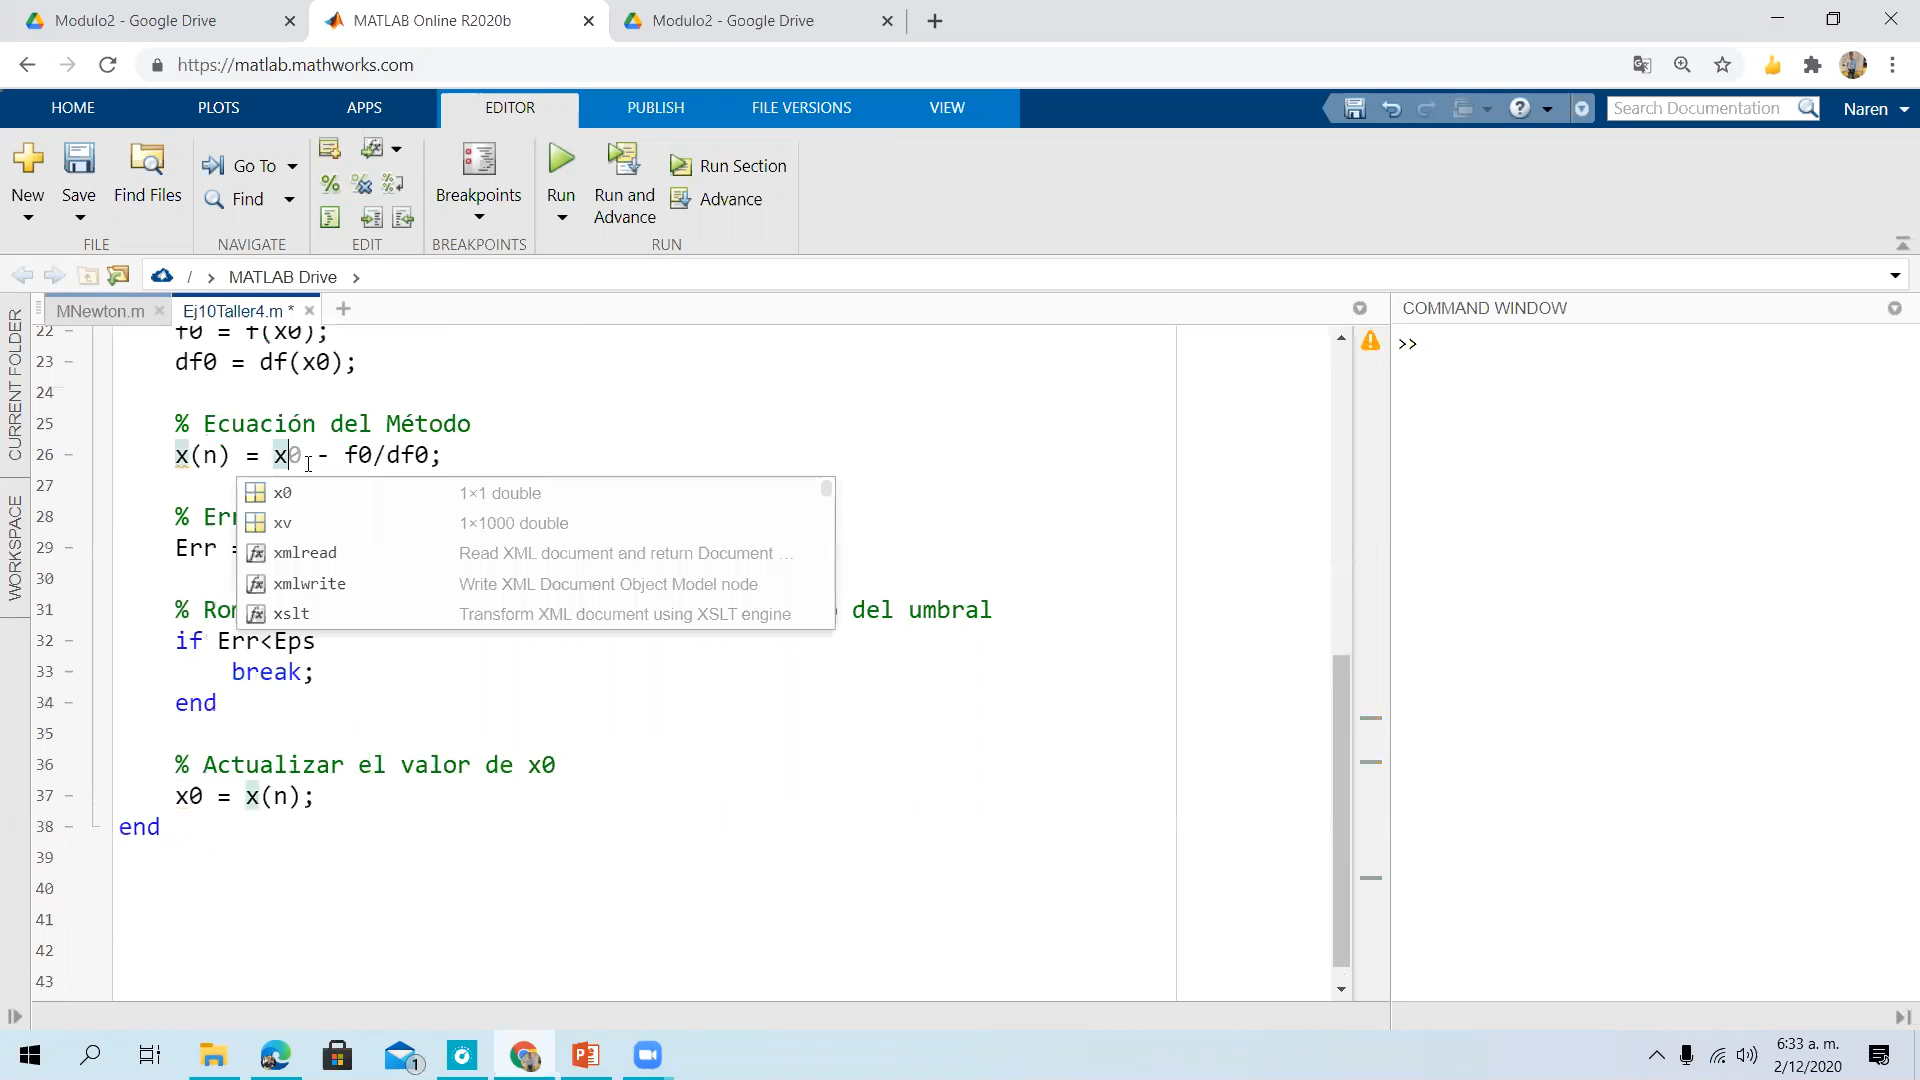 Modulo2 - Google Drive
MATLAB Online R2020b
Modulo2 - Google Drive
https://matlab.mathworks.com
HOME PLOTS APPS EDITOR PUBLISH FILE VERSIONS VIEW
Search Documentation
Naren
New
Save
Find Files
Go To
Find
Breakpoints
Run
Run and Advance
Run Section
Advance
FILE NAVIGATE EDIT BREAKPOINTS RUN
/ > MATLAB Drive >
CURRENT FOLDER
WORKSPACE
MNewton.m
Ej10Taller4.m *
COMMAND WINDOW
>>
22 f0 = f(x0);
23 df0 = df(x0);
24
25 % Ecuación del Método
26 x(n) = x0 - f0/df0;
27
28 % Err
29 Err =
30
31 % Rom del umbral
32 if Err<Eps
33 break;
34 end
35
36 % Actualizar el valor de x0
37 x0 = x(n);
38 end
39
40
41
42
43
x0 1×1 double
xv 1×1000 double
xmlread Read XML document and return Document ...
xmlwrite Write XML Document Object Model node
xslt Transform XML document using XSLT engine
1
6:33 a. m.
2/12/2020